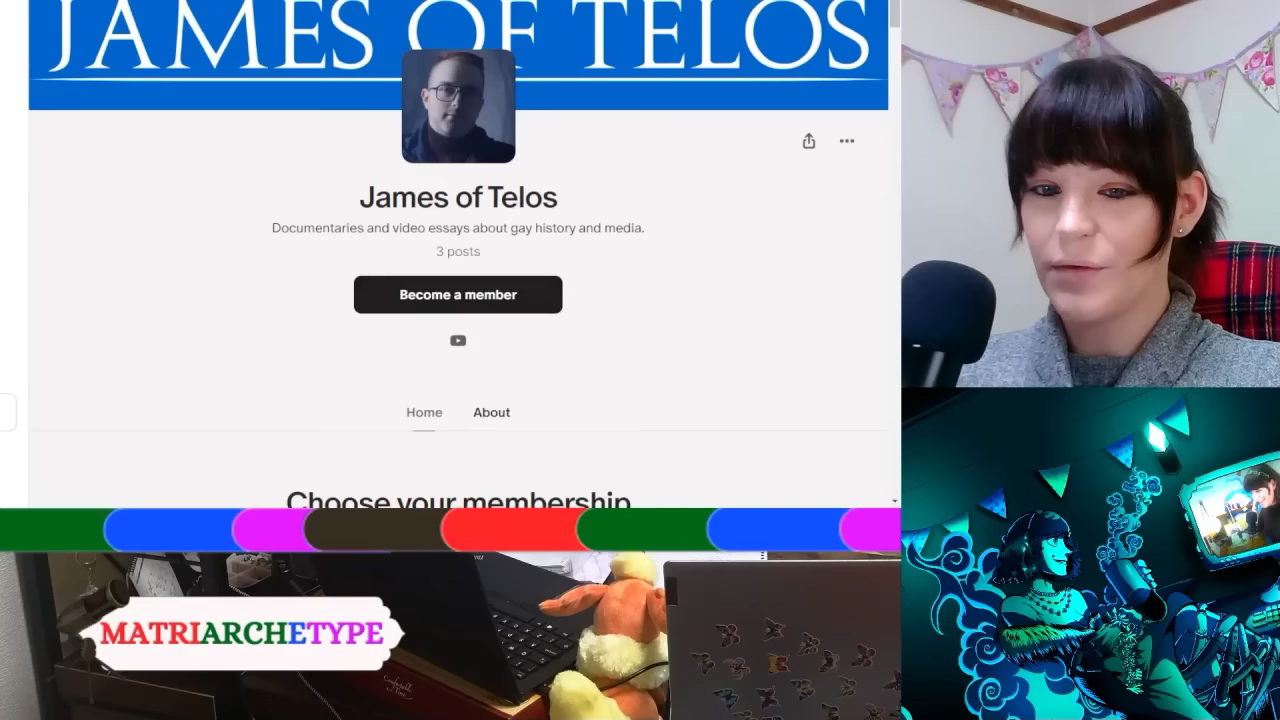 JAMES OF TELOS
James of Telos
Documentaries and video essays about gay history and media.
3 posts
Become a member
Home
About
Choose your membership
MATRIARCHETYPE